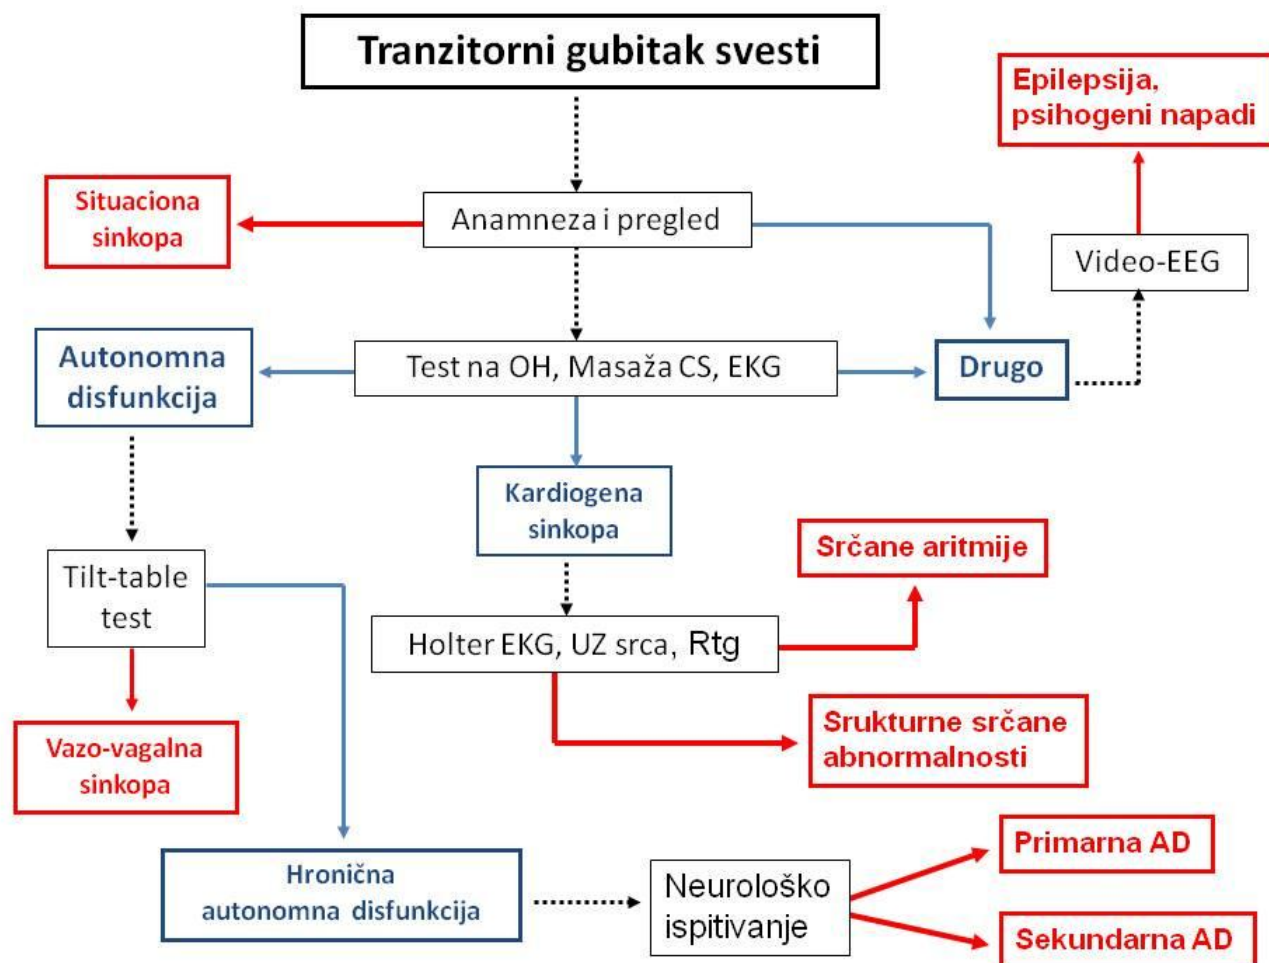 Tranzitorni gubitak svesti
Epilepsija,
psihogeni napadi
Situaciona
sinkopa
Anamneza i pregled
Video-EEG
Autonomna
disfunkcija
Test na OH, Masaža CS, EKG
Drugo
Kardiogena
sinkopa
Srčane aritmije
Tilt-table
test
Holter EKG, UZ srca, Rtg
Srukturne srčane
abnormalnosti
Vazo-vagalna
sinkopa
Primarna AD
Hronična
autonomna disfunkcija
Neurološko
ispitivanje
Sekundarna AD